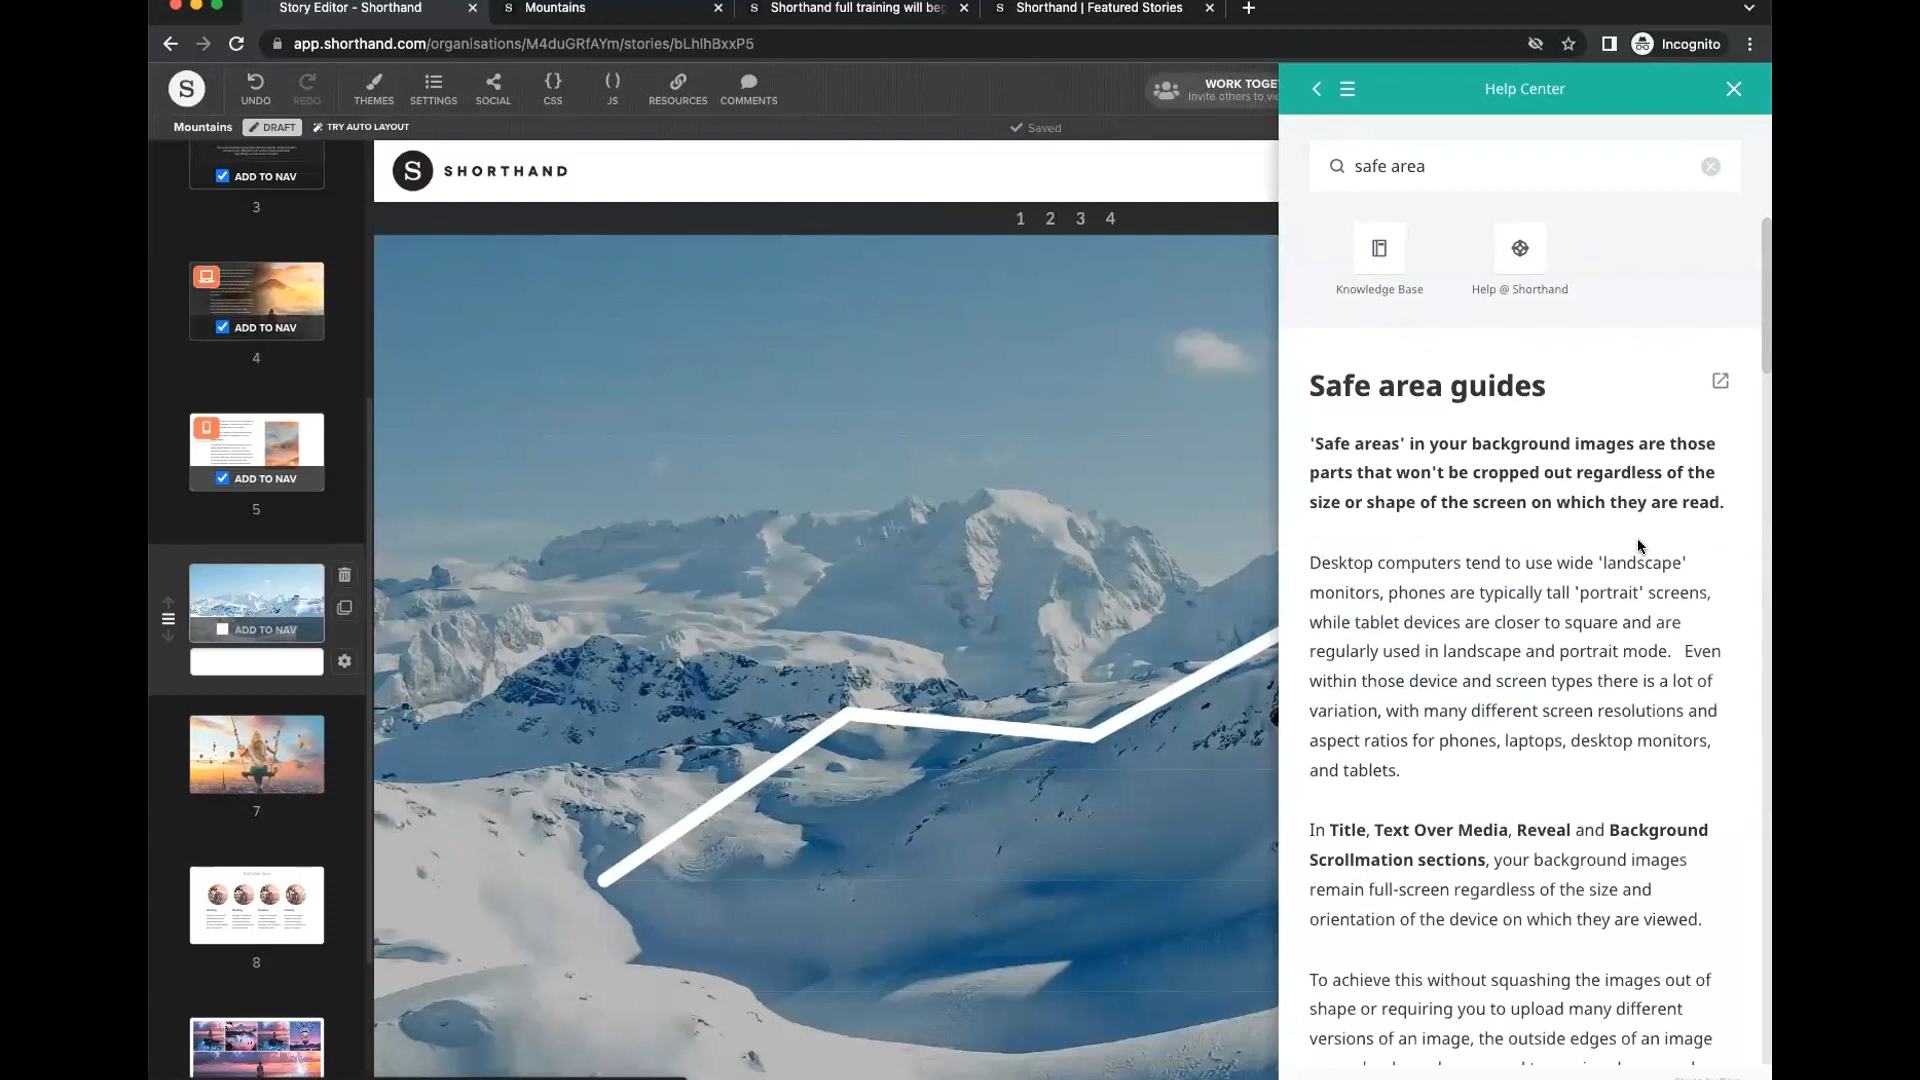 Story Editor - Shorthand
Mountains
Shorthand full training will be
Shorthand | Featured Stories
app.shorthand.com/organisations/M4duGRfAYm/stories/bLhlhBxxP5
Incognito
S
UNDO
REDO
THEMES
SETTINGS
SOCIAL
{} CSS
() JS
RESOURCES
COMMENTS
WORK TOGE
Invite others to vie
Mountains
DRAFT
TRY AUTO LAYOUT
Saved
ADD TO NAV
3
ADD TO NAV
4
ADD TO NAV
5
ADD TO NAV
7
8
S SHORTHAND
1 2 3 4
Help Center
safe area
Knowledge Base
Help @ Shorthand
Safe area guides
'Safe areas' in your background images are those
parts that won't be cropped out regardless of the
size or shape of the screen on which they are read.
Desktop computers tend to use wide 'landscape'
monitors, phones are typically tall 'portrait' screens,
while tablet devices are closer to square and are
regularly used in landscape and portrait mode. Even
within those device and screen types there is a lot of
variation, with many different screen resolutions and
aspect ratios for phones, laptops, desktop monitors,
and tablets.
In Title, Text Over Media, Reveal and Background
Scrollmation sections, your background images
remain full-screen regardless of the size and
orientation of the device on which they are viewed.
To achieve this without squashing the images out of
shape or requiring you to upload many different
versions of an image, the outside edges of an image